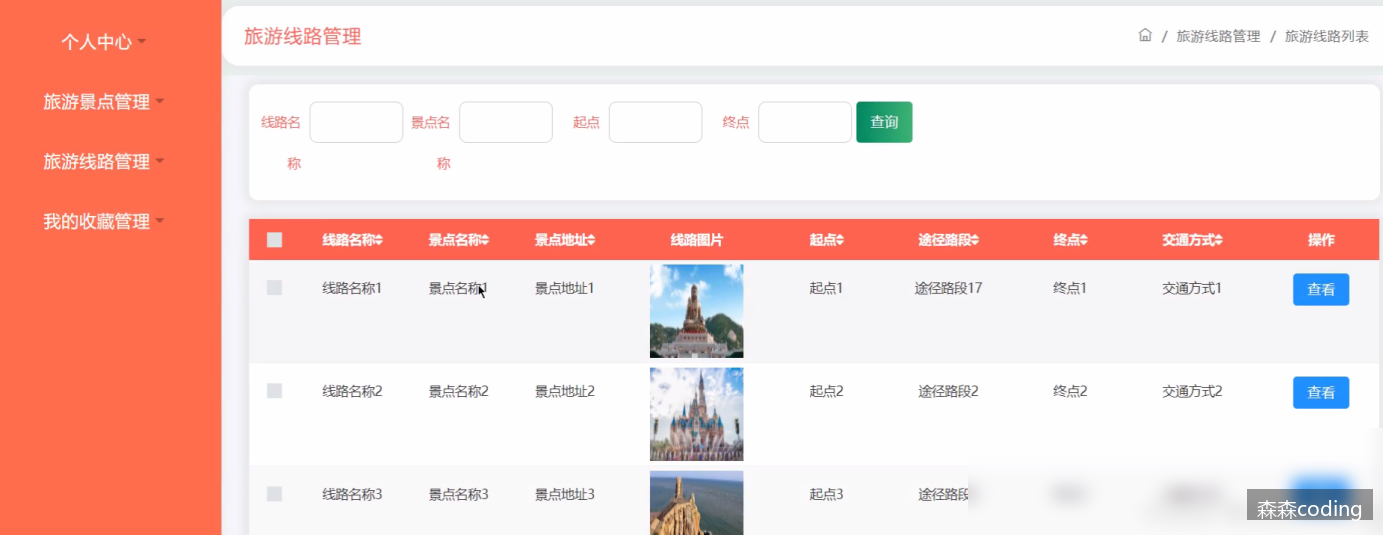 个人中心
旅游景点管理
旅游线路管理
我的收藏管理
旅游线路管理
/ 旅游线路管理 / 旅游线路列表
线路名称
景点名称
起点
终点
查询
线路名称 景点名称 景点地址 线路图片 起点 途径路段 终点 交通方式 操作
线路名称1 景点名称1 景点地址1 起点1 途径路段17 终点1 交通方式1 查看
线路名称2 景点名称2 景点地址2 起点2 途径路段2 终点2 交通方式2 查看
线路名称3 景点名称3 景点地址3 起点3 途径路段
森森coding